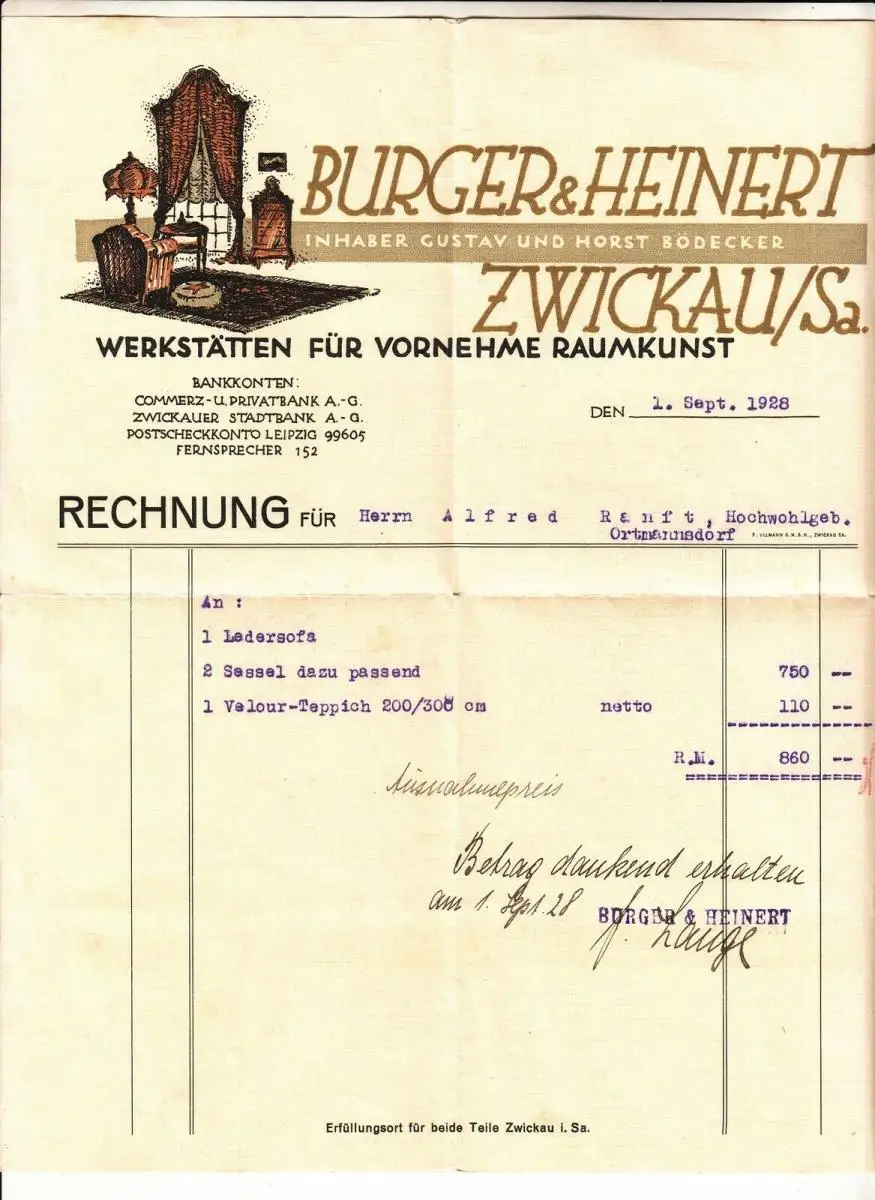 BURGER & HEINERT
INHABER GUSTAV UND HORST BÖDECKER
ZWICKAU/Sa.
WERKSTÄTTEN FÜR VORNEHME RAUMKUNST
BANKKONTEN:
COMMERZ-U. PRIVATBANK A.-G.
ZWICKAUER STADTBANK A.-G.
POSTSCHECKKONTO LEIPZIG 99605
FERNSPRECHER 152
DEN 1. Sept. 1928
RECHNUNG FÜR Herrn Alfred Ranft, Hochwohlgeb.
Ortmannsdorf
F. ULLMANN G.M.B.H., ZWICKAU SA.
An :
1 Ledersofa
2 Sessel dazu passend 750 --
1 Velour-Teppich 200/300 cm netto 110 --
R.M. 860 --
Ausnahmepreis
Betrag dankend erhalten
am 1. Sept. 28
BURGER & HEINERT
Lange
Erfüllungsort für beide Teile Zwickau i. Sa.